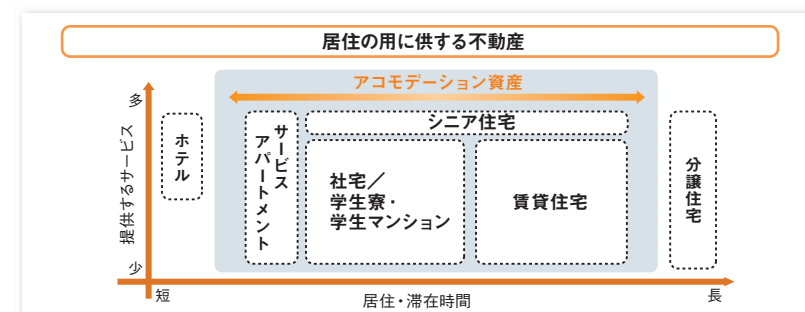 居住の用に供する不動産
アコモデーション資産
多
提供するサービス
少
ホテル
サービス
アパートメント
シニア住宅
社宅／
学生寮・
学生マンション
賃貸住宅
分譲住宅
短
居住・滞在時間
長